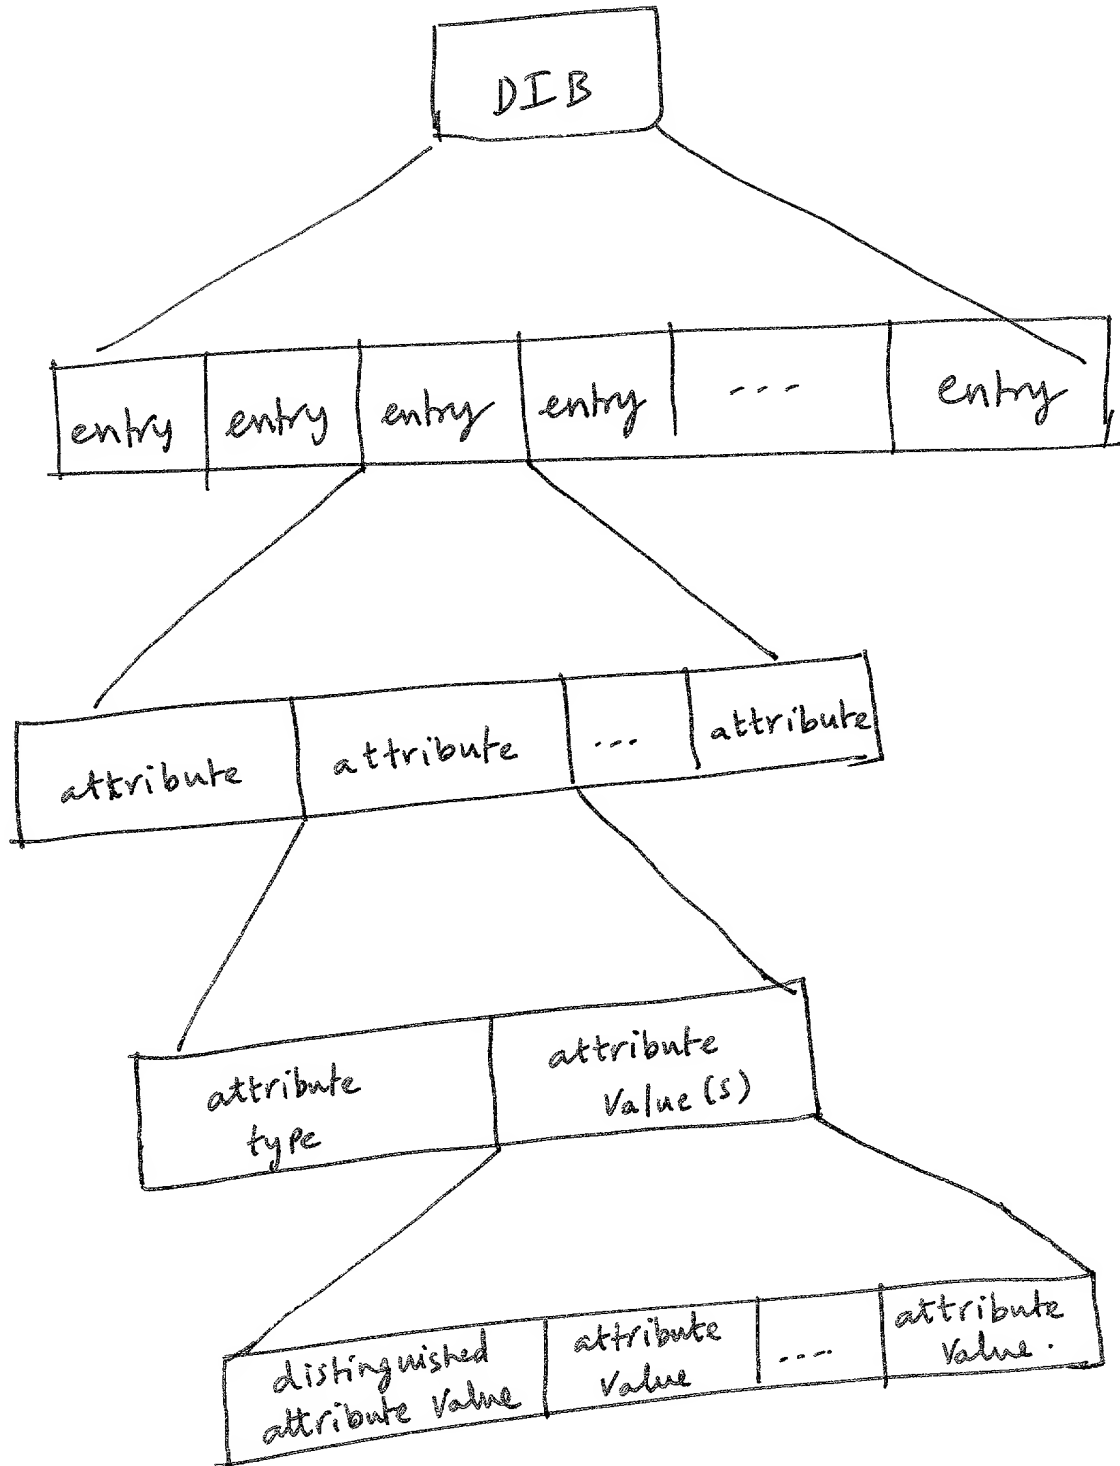 DIB
entry entry entry entry --- entry
attribute attribute ... attribute
attribute
type
attribute
Value (s)
distinguished
attribute value
attribute
value
....
attribute
value.